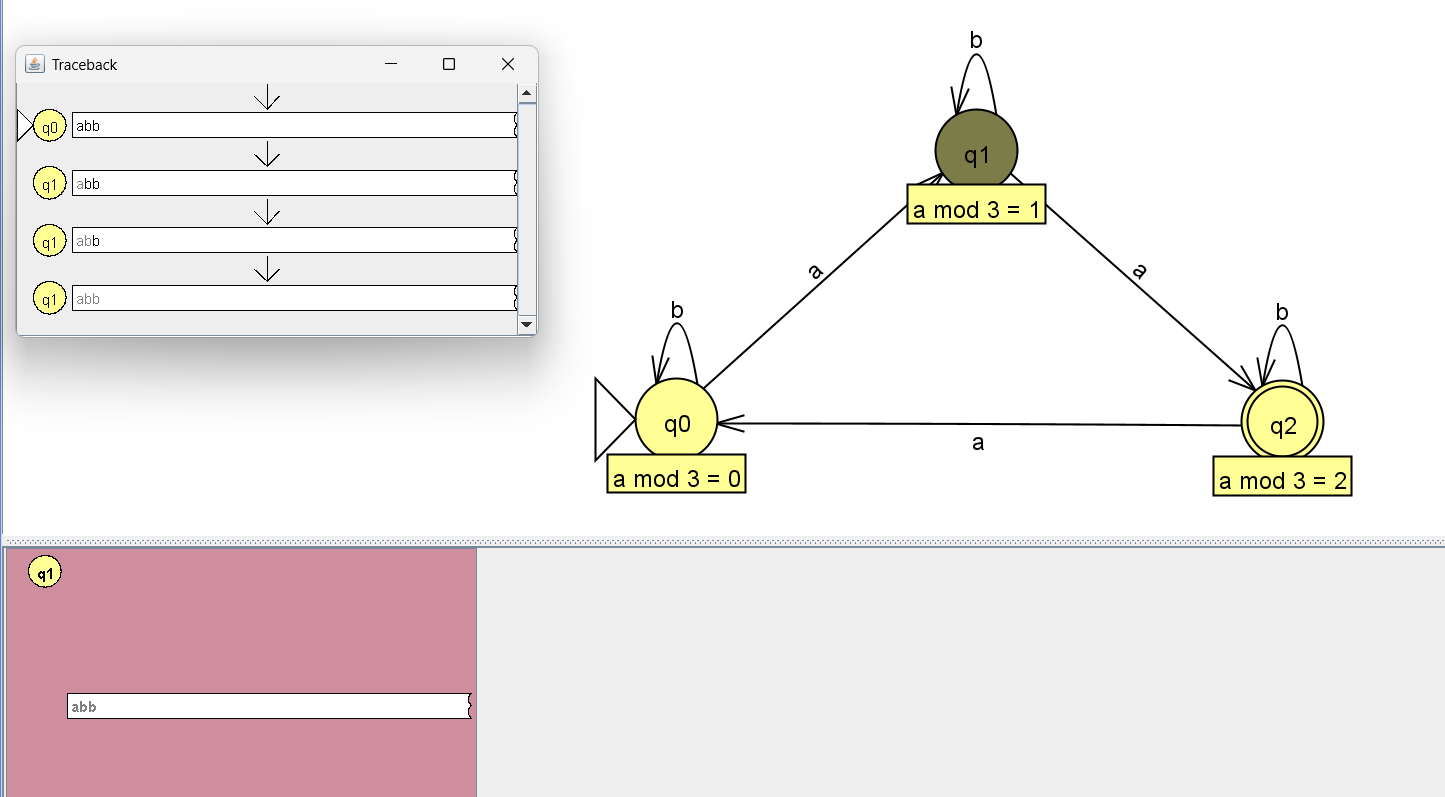 Traceback
q0 abb
q1 abb
q1 abb
q1 abb
b
q1
a mod 3 = 1
a
a
b
q0
a mod 3 = 0
b
q2
a mod 3 = 2
a
q1
abb